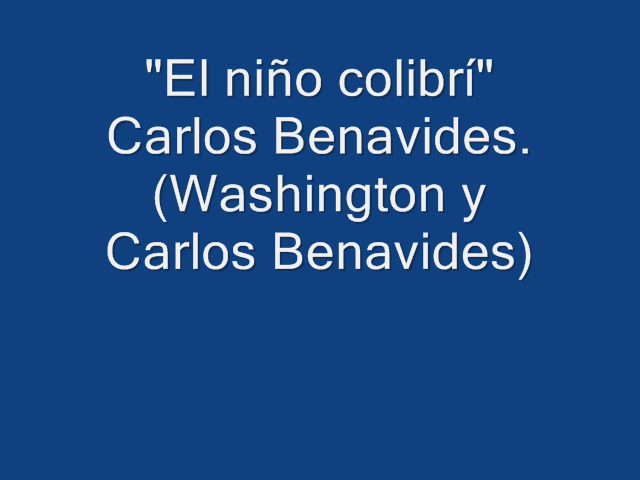 "El niño colibrí"
Carlos Benavides.
(Washington y
Carlos Benavides)